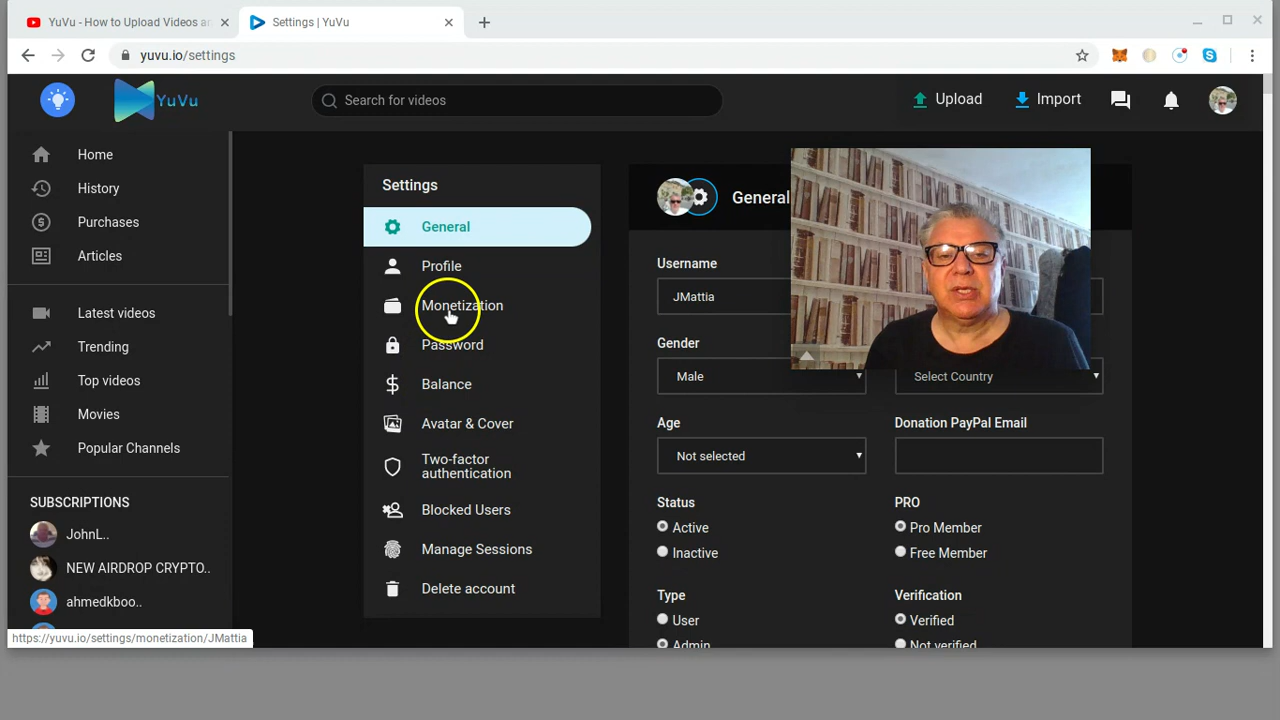 YuVu - How to Upload Videos a
Settings | YuVu
yuvu.io/settings
YuVu
Search for videos
Upload
Import
Home
History
Purchases
Articles
Latest videos
Trending
Top videos
Movies
Popular Channels
SUBSCRIPTIONS
JohnL..
NEW AIRDROP CRYPTO..
ahmedkboo..
https://yuvu.io/settings/monetization/JMattia
Settings
General
Profile
Monetization
Password
Balance
Avatar & Cover
Two-factor
authentication
Blocked Users
Manage Sessions
Delete account
General
Username
JMattia
Gender
Male
Select Country
Age
Donation PayPal Email
Not selected
Status
PRO
Active
Pro Member
Inactive
Free Member
Type
Verification
User
Verified
Admin
Not verified